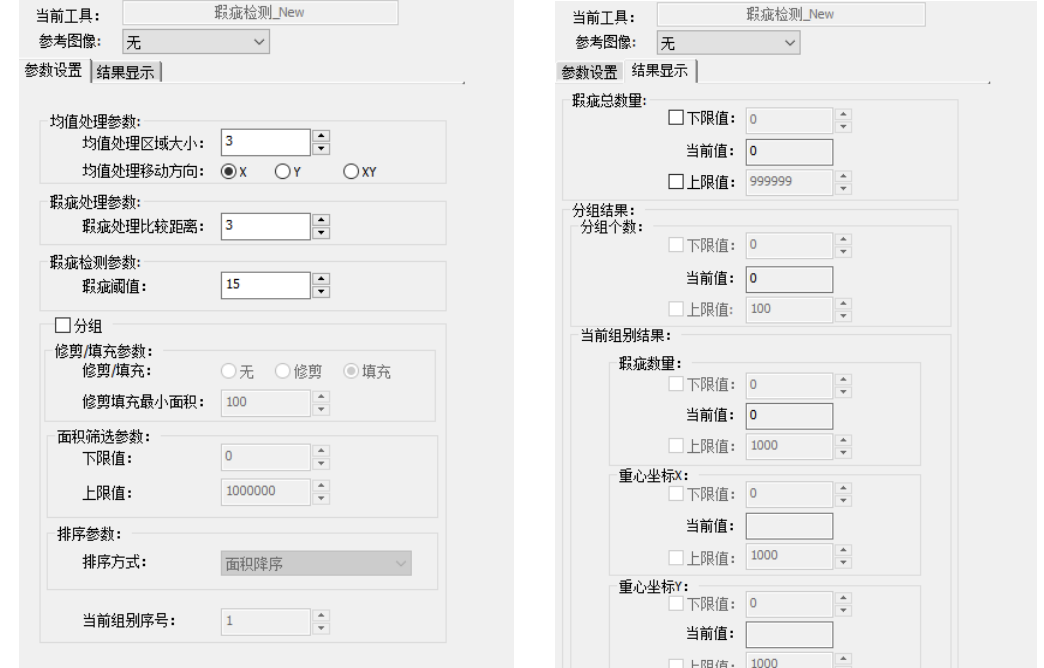 当前工具： 瑕疵检测_New
参考图像: 无
参数设置 结果显示
均值处理参数:
均值处理区域大小: 3
均值处理移动方向: X Y XY
瑕疵处理参数:
瑕疵处理比较距离: 3
瑕疵检测参数:
瑕疵阈值: 15
分组
修剪/填充参数:
修剪/填充: 无 修剪 填充
修剪填充最小面积: 100
面积筛选参数:
下限值: 0
上限值: 1000000
排序参数:
排序方式: 面积降序
当前组别序号: 1
当前工具： 瑕疵检测_New
参考图像: 无
参数设置 结果显示
瑕疵总数量:
下限值: 0
当前值: 0
上限值: 999999
分组结果:
分组个数:
下限值: 0
当前值: 0
上限值: 100
当前组别结果:
瑕疵数量:
下限值: 0
当前值: 0
上限值: 1000
重心坐标X:
下限值: 0
当前值:
上限值: 1000
重心坐标Y:
下限值: 0
当前值:
上限值: 1000